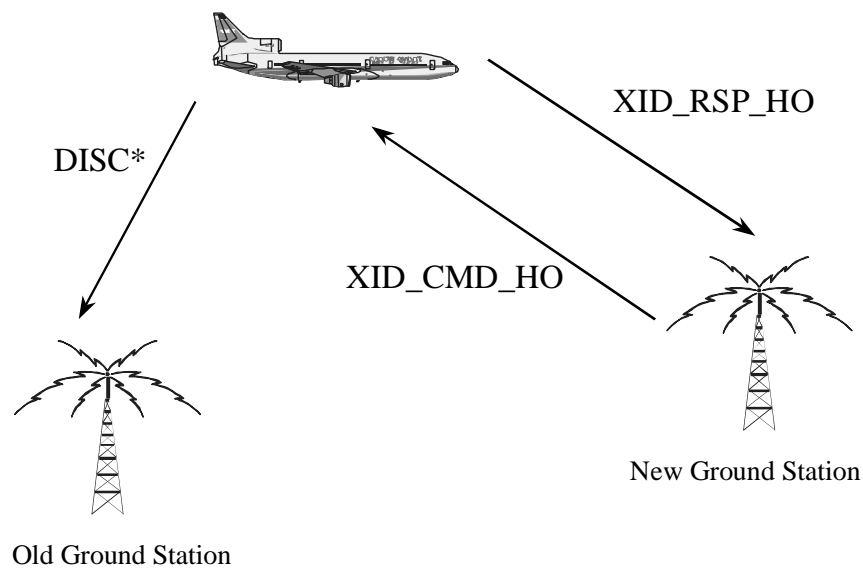 XID_RSP_HO
DISC*
XID_CMD_HO
New Ground Station
Old Ground Station